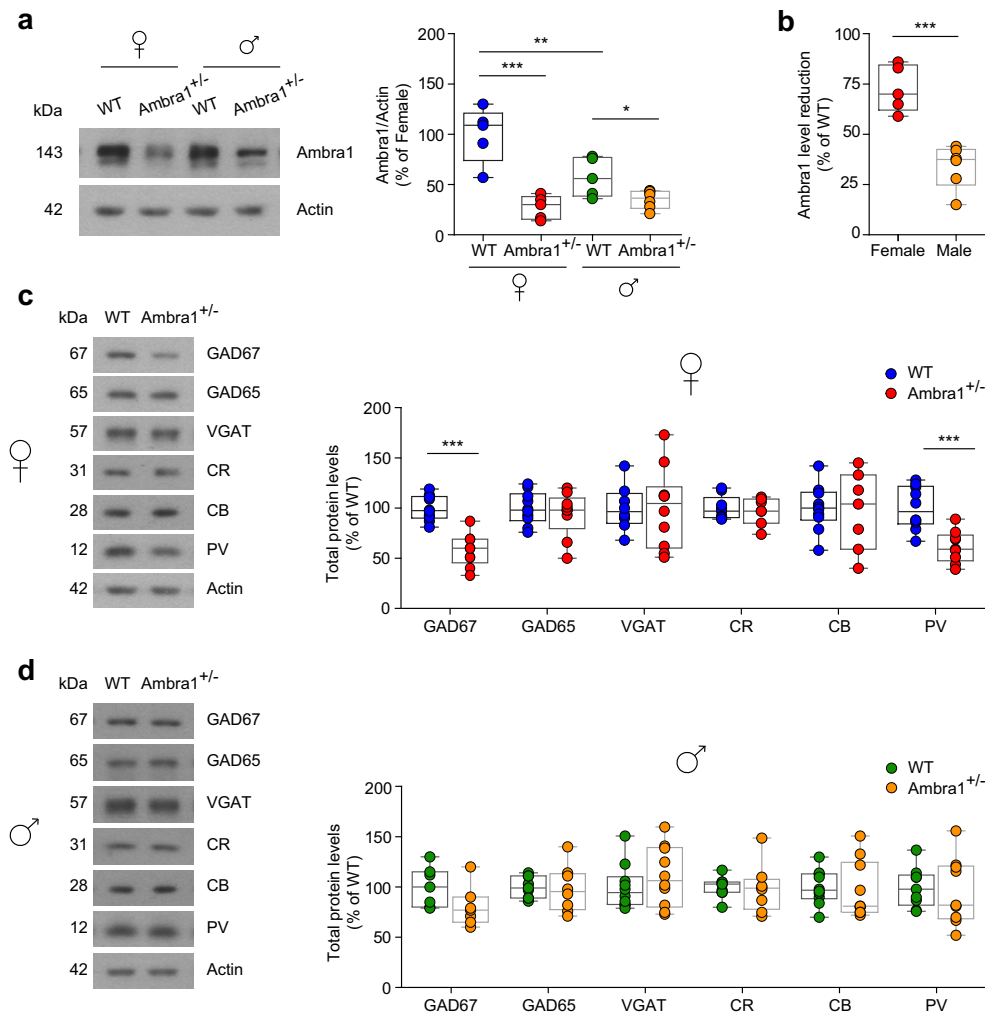 a
♀ ♂
kDa WT Ambra1+/- WT Ambra1+/-
143 Ambra1
42 Actin
Ambra1/Actin
(% of Female)
200
150
100
50
0
**
***
*
WT Ambra1+/- WT Ambra1+/-
♀ ♂
b
Ambra1 level reduction
(% of WT)
100
75
50
25
0
***
Female Male
c
♀
kDa WT Ambra1+/-
67 GAD67
65 GAD65
57 VGAT
31 CR
28 CB
12 PV
42 Actin
♀
WT
Ambra1+/-
Total protein levels
(% of WT)
200
150
100
50
0
*** ***
GAD67 GAD65 VGAT CR CB PV
d
♂
kDa WT Ambra1+/-
67 GAD67
65 GAD65
57 VGAT
31 CR
28 CB
12 PV
42 Actin
♂
WT
Ambra1+/-
Total protein levels
(% of WT)
200
150
100
50
0
GAD67 GAD65 VGAT CR CB PV